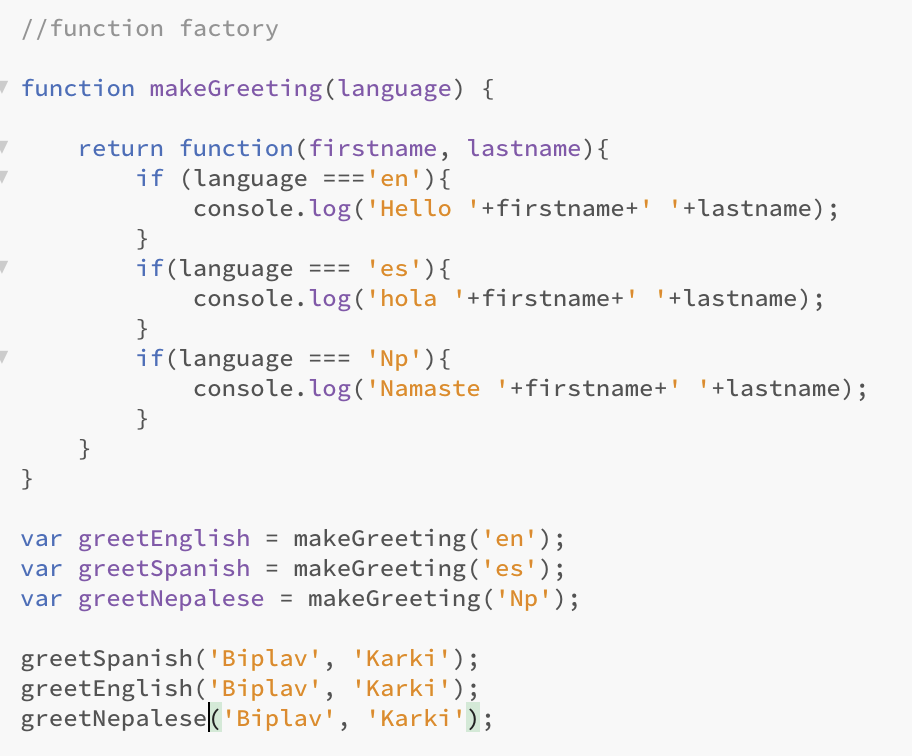 //function factory
function makeGreeting(language) {
    return function(firstname, lastname){
        if (language ==='en'){
            console.log('Hello '+firstname+' '+lastname);
        }
        if(language === 'es'){
            console.log('hola '+firstname+' '+lastname);
        }
        if(language === 'Np'){
            console.log('Namaste '+firstname+' '+lastname);
        }
    }
}
var greetEnglish = makeGreeting('en');
var greetSpanish = makeGreeting('es');
var greetNepalese = makeGreeting('Np');
greetSpanish('Biplav', 'Karki');
greetEnglish('Biplav', 'Karki');
greetNepalese('Biplav', 'Karki');